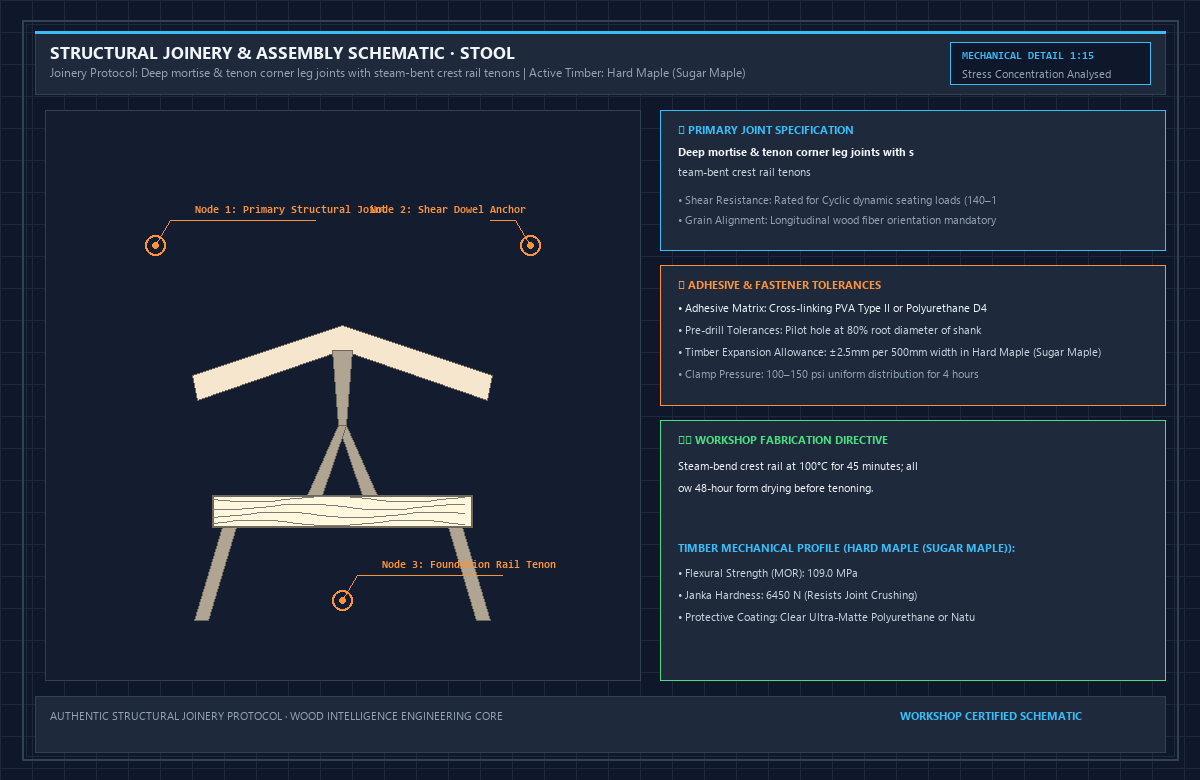 STRUCTURAL JOINERY & ASSEMBLY SCHEMATIC · STOOL
Joinery Protocol: Deep mortise & tenon corner leg joints with steam-bent crest rail tenons | Active Timber: Hard Maple (Sugar Maple)
MECHANICAL DETAIL 1:15
Stress Concentration Analysed
Node 1: Primary Structural Joint
Node 2: Shear Dowel Anchor
Node 3: Foundation Rail Tenon
PRIMARY JOINT SPECIFICATION
Deep mortise & tenon corner leg joints with s
team-bent crest rail tenons
• Shear Resistance: Rated for Cyclic dynamic seating loads (140–1
• Grain Alignment: Longitudinal wood fiber orientation mandatory
ADHESIVE & FASTENER TOLERANCES
• Adhesive Matrix: Cross-linking PVA Type II or Polyurethane D4
• Pre-drill Tolerances: Pilot hole at 80% root diameter of shank
• Timber Expansion Allowance: ±2.5mm per 500mm width in Hard Maple (Sugar Maple)
• Clamp Pressure: 100–150 psi uniform distribution for 4 hours
WORKSHOP FABRICATION DIRECTIVE
Steam-bend crest rail at 100°C for 45 minutes; all
ow 48-hour form drying before tenoning.
TIMBER MECHANICAL PROFILE (HARD MAPLE (SUGAR MAPLE)):
• Flexural Strength (MOR): 109.0 MPa
• Janka Hardness: 6450 N (Resists Joint Crushing)
• Protective Coating: Clear Ultra-Matte Polyurethane or Natu
AUTHENTIC STRUCTURAL JOINERY PROTOCOL · WOOD INTELLIGENCE ENGINEERING CORE
WORKSHOP CERTIFIED SCHEMATIC